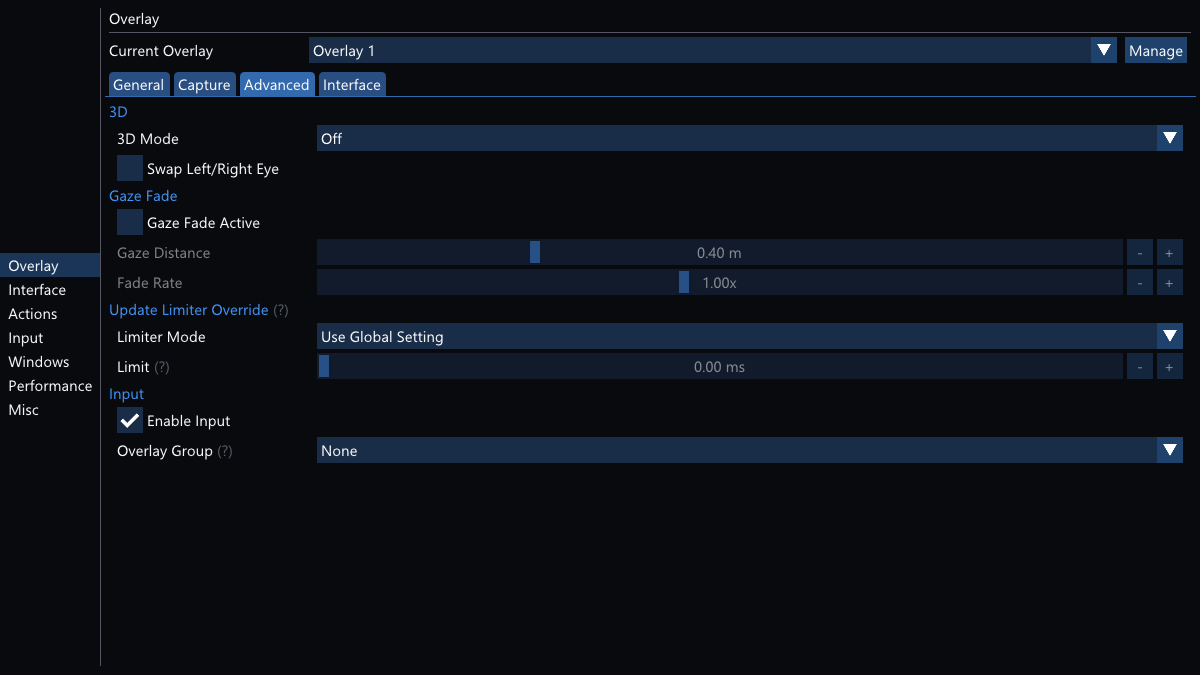 Overlay
Current Overlay Overlay 1 Manage
General Capture Advanced Interface
3D
3D Mode Off
Swap Left/Right Eye
Gaze Fade
Gaze Fade Active
Gaze Distance 0.40 m - +
Fade Rate 1.00x - +
Update Limiter Override (?)
Limiter Mode Use Global Setting
Limit (?) 0.00 ms - +
Input
Enable Input
Overlay Group (?) None
Overlay
Interface
Actions
Input
Windows
Performance
Misc